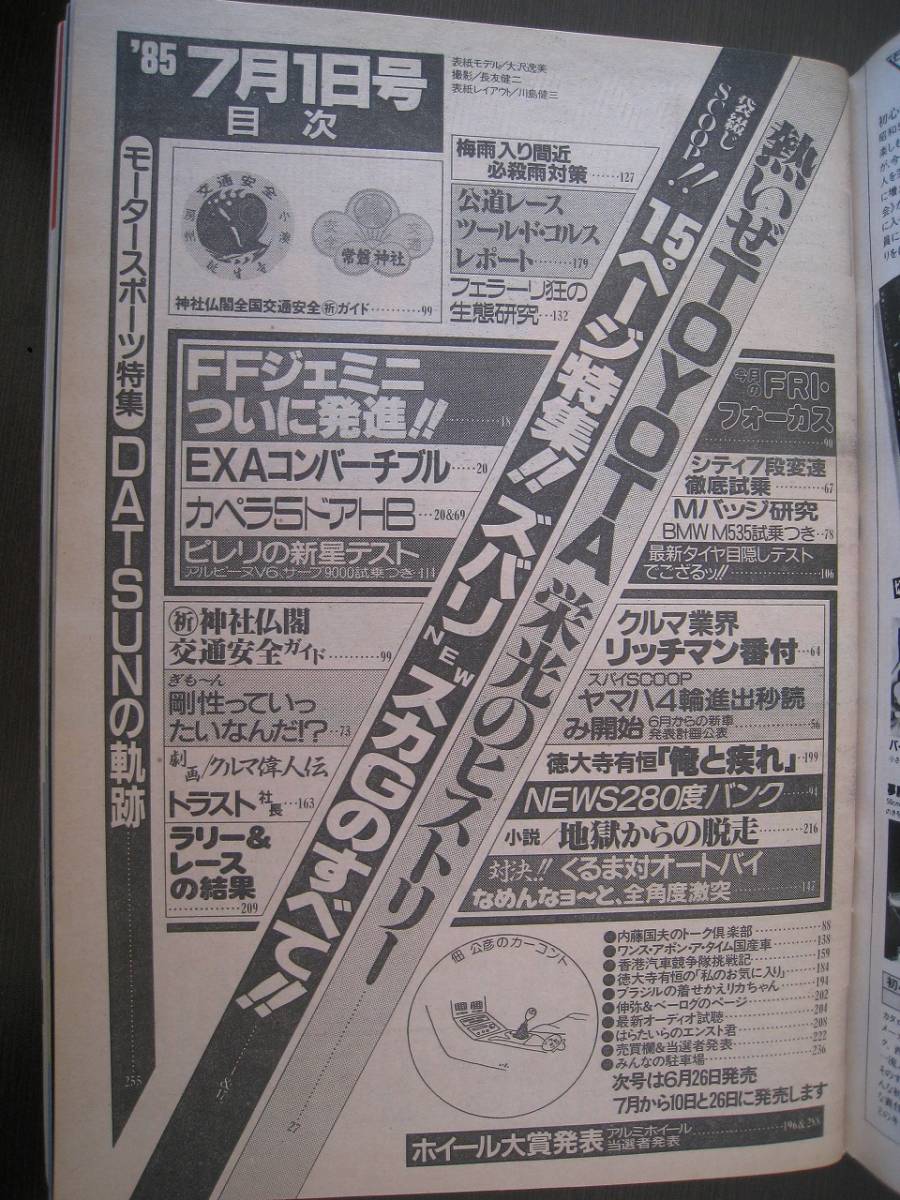 '85 7月1日号
目次
表紙モデル/大沢逸美
撮影/長友健二
表紙レイアウト/川島健三
袋綴じSCOOP!! 15ページ特集!! ズバリNEWスカGのすべて!!
熱いぜTOYOTA 栄光のヒストリー 27
モータースポーツ特集 DATSUNの軌跡 255
交通安全
安全 交通
常磐神社
神社仏閣全国交通安全㊗ガイド 99
梅雨入り間近
必殺雨対策 127
公道レース
ツール・ド・コルス
レポート 179
フェラーリ狂の
生態研究 132
FFジェミニ
ついに発進!! 18
EXAコンバーチブル 20
カペラ5ドアHB 20&69
ピレリの新星テスト
アルピーヌV6、サーブ9000試乗つき 414
今月のFRI・
フォーカス 90
シティ7段変速
徹底試乗 67
Mバッジ研究
BMW M535試乗つき 78
最新タイヤ目隠しテスト
でござるッ!! 106
祈 神社仏閣
交通安全ガイド 99
ぎも〜ん
剛性っていっ
たいなんだ!? 73
劇画/クルマ偉人伝
トラスト社長 163
ラリー&
レース
の結果 209
クルマ業界
リッチマン番付 64
スパイSCOOP
ヤマハ4輪進出秒読
み開始 6月からの新車発表計画公表 56
徳大寺有恒「俺と疾れ」 199
NEWS280度バンク 94
小説/地獄からの脱走 216
対決!! くるま対オートバイ
なめんなヨ〜と、全角度激突 147
佃 公彦のカーコント
●内藤国夫のトーク倶楽部 88
●ワンス・アポン・ア・タイム国産車 138
●香港汽車競争隊挑戦記 159
●徳大寺有恒の「私のお気に入り」 184
●ブラジルの着せかえリカちゃん 194
●伸弥&ベーログのページ 202
●最新オーディオ試聴 204
●はらたいらのエンスト君 208
●売買欄&当選者発表 222
●みんなの駐車場 236
次号は6月26日発売
7月から10日と26日に発売します
ホイール大賞発表 アルミホイール当選者発表 196&288